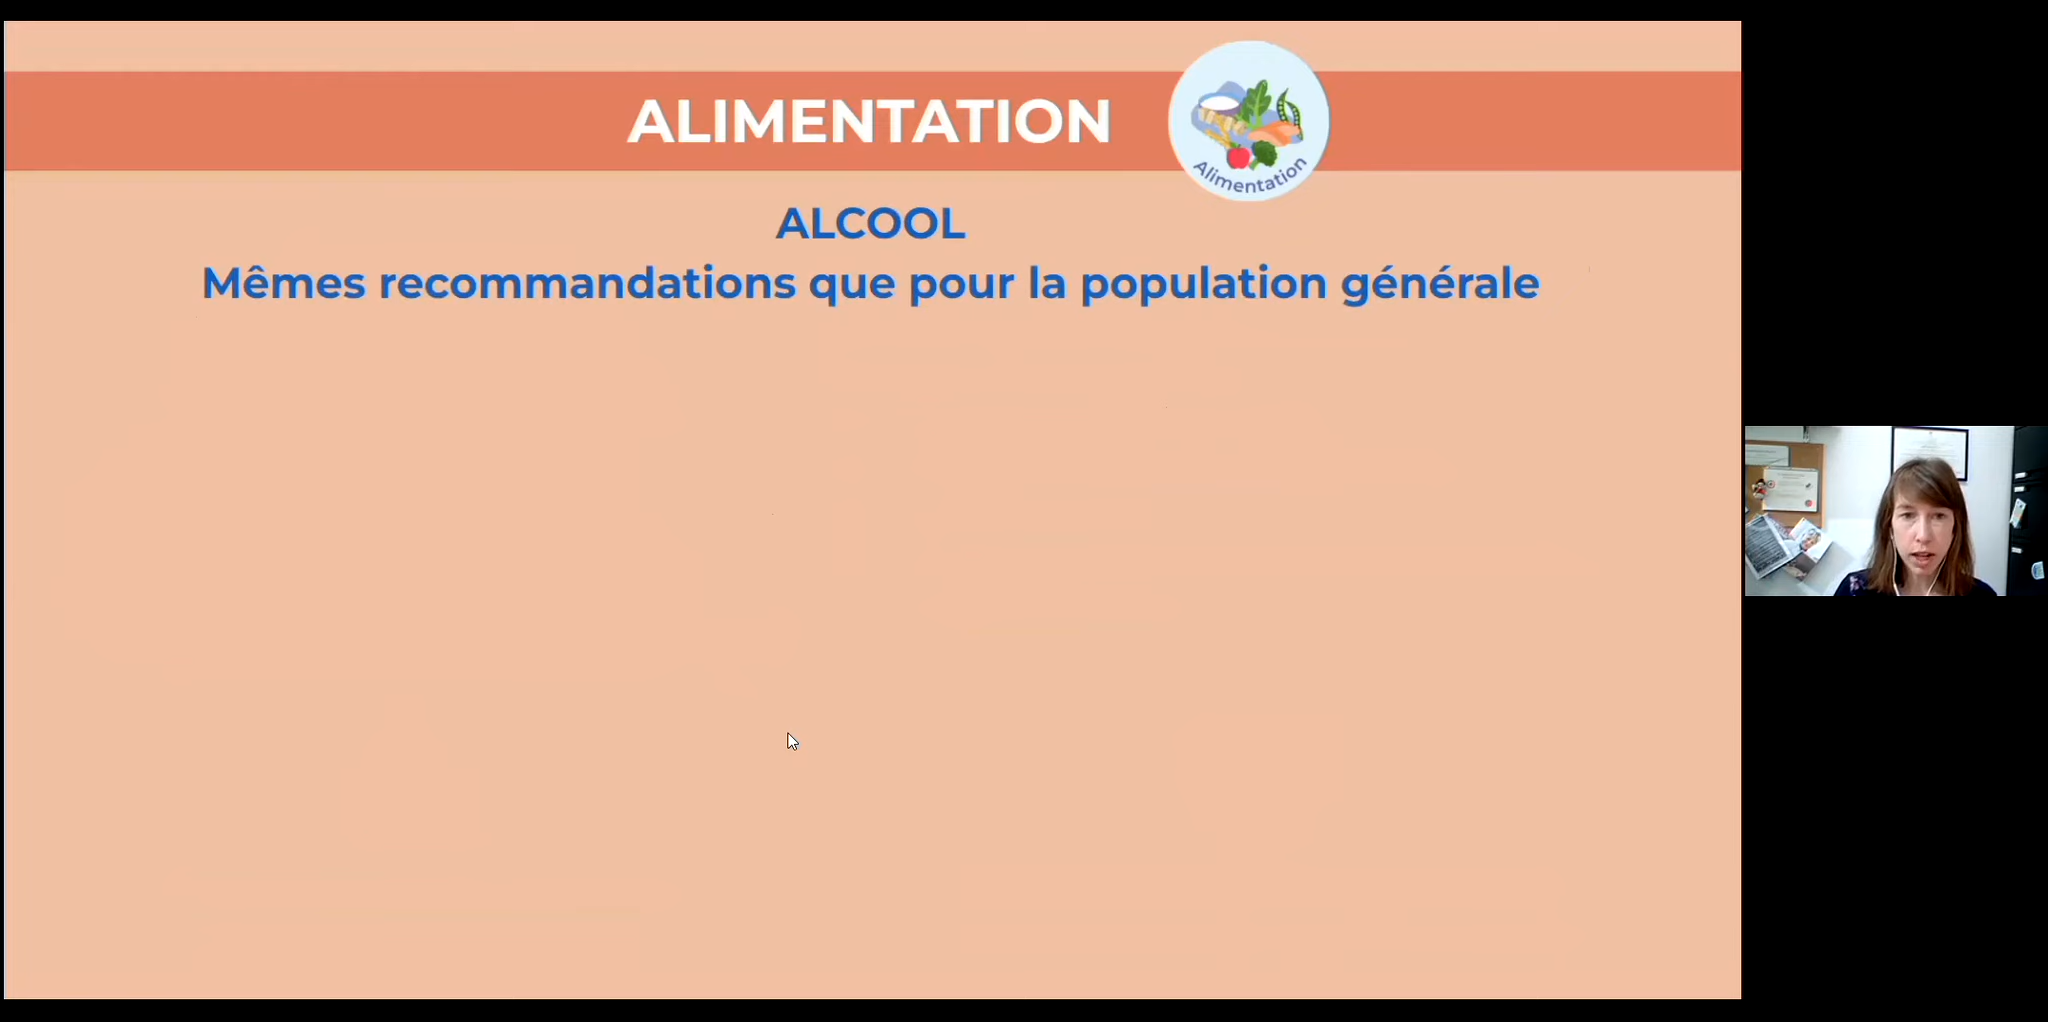 ALIMENTATION
Alimentation
ALCOOL
Mêmes recommandations que pour la population générale